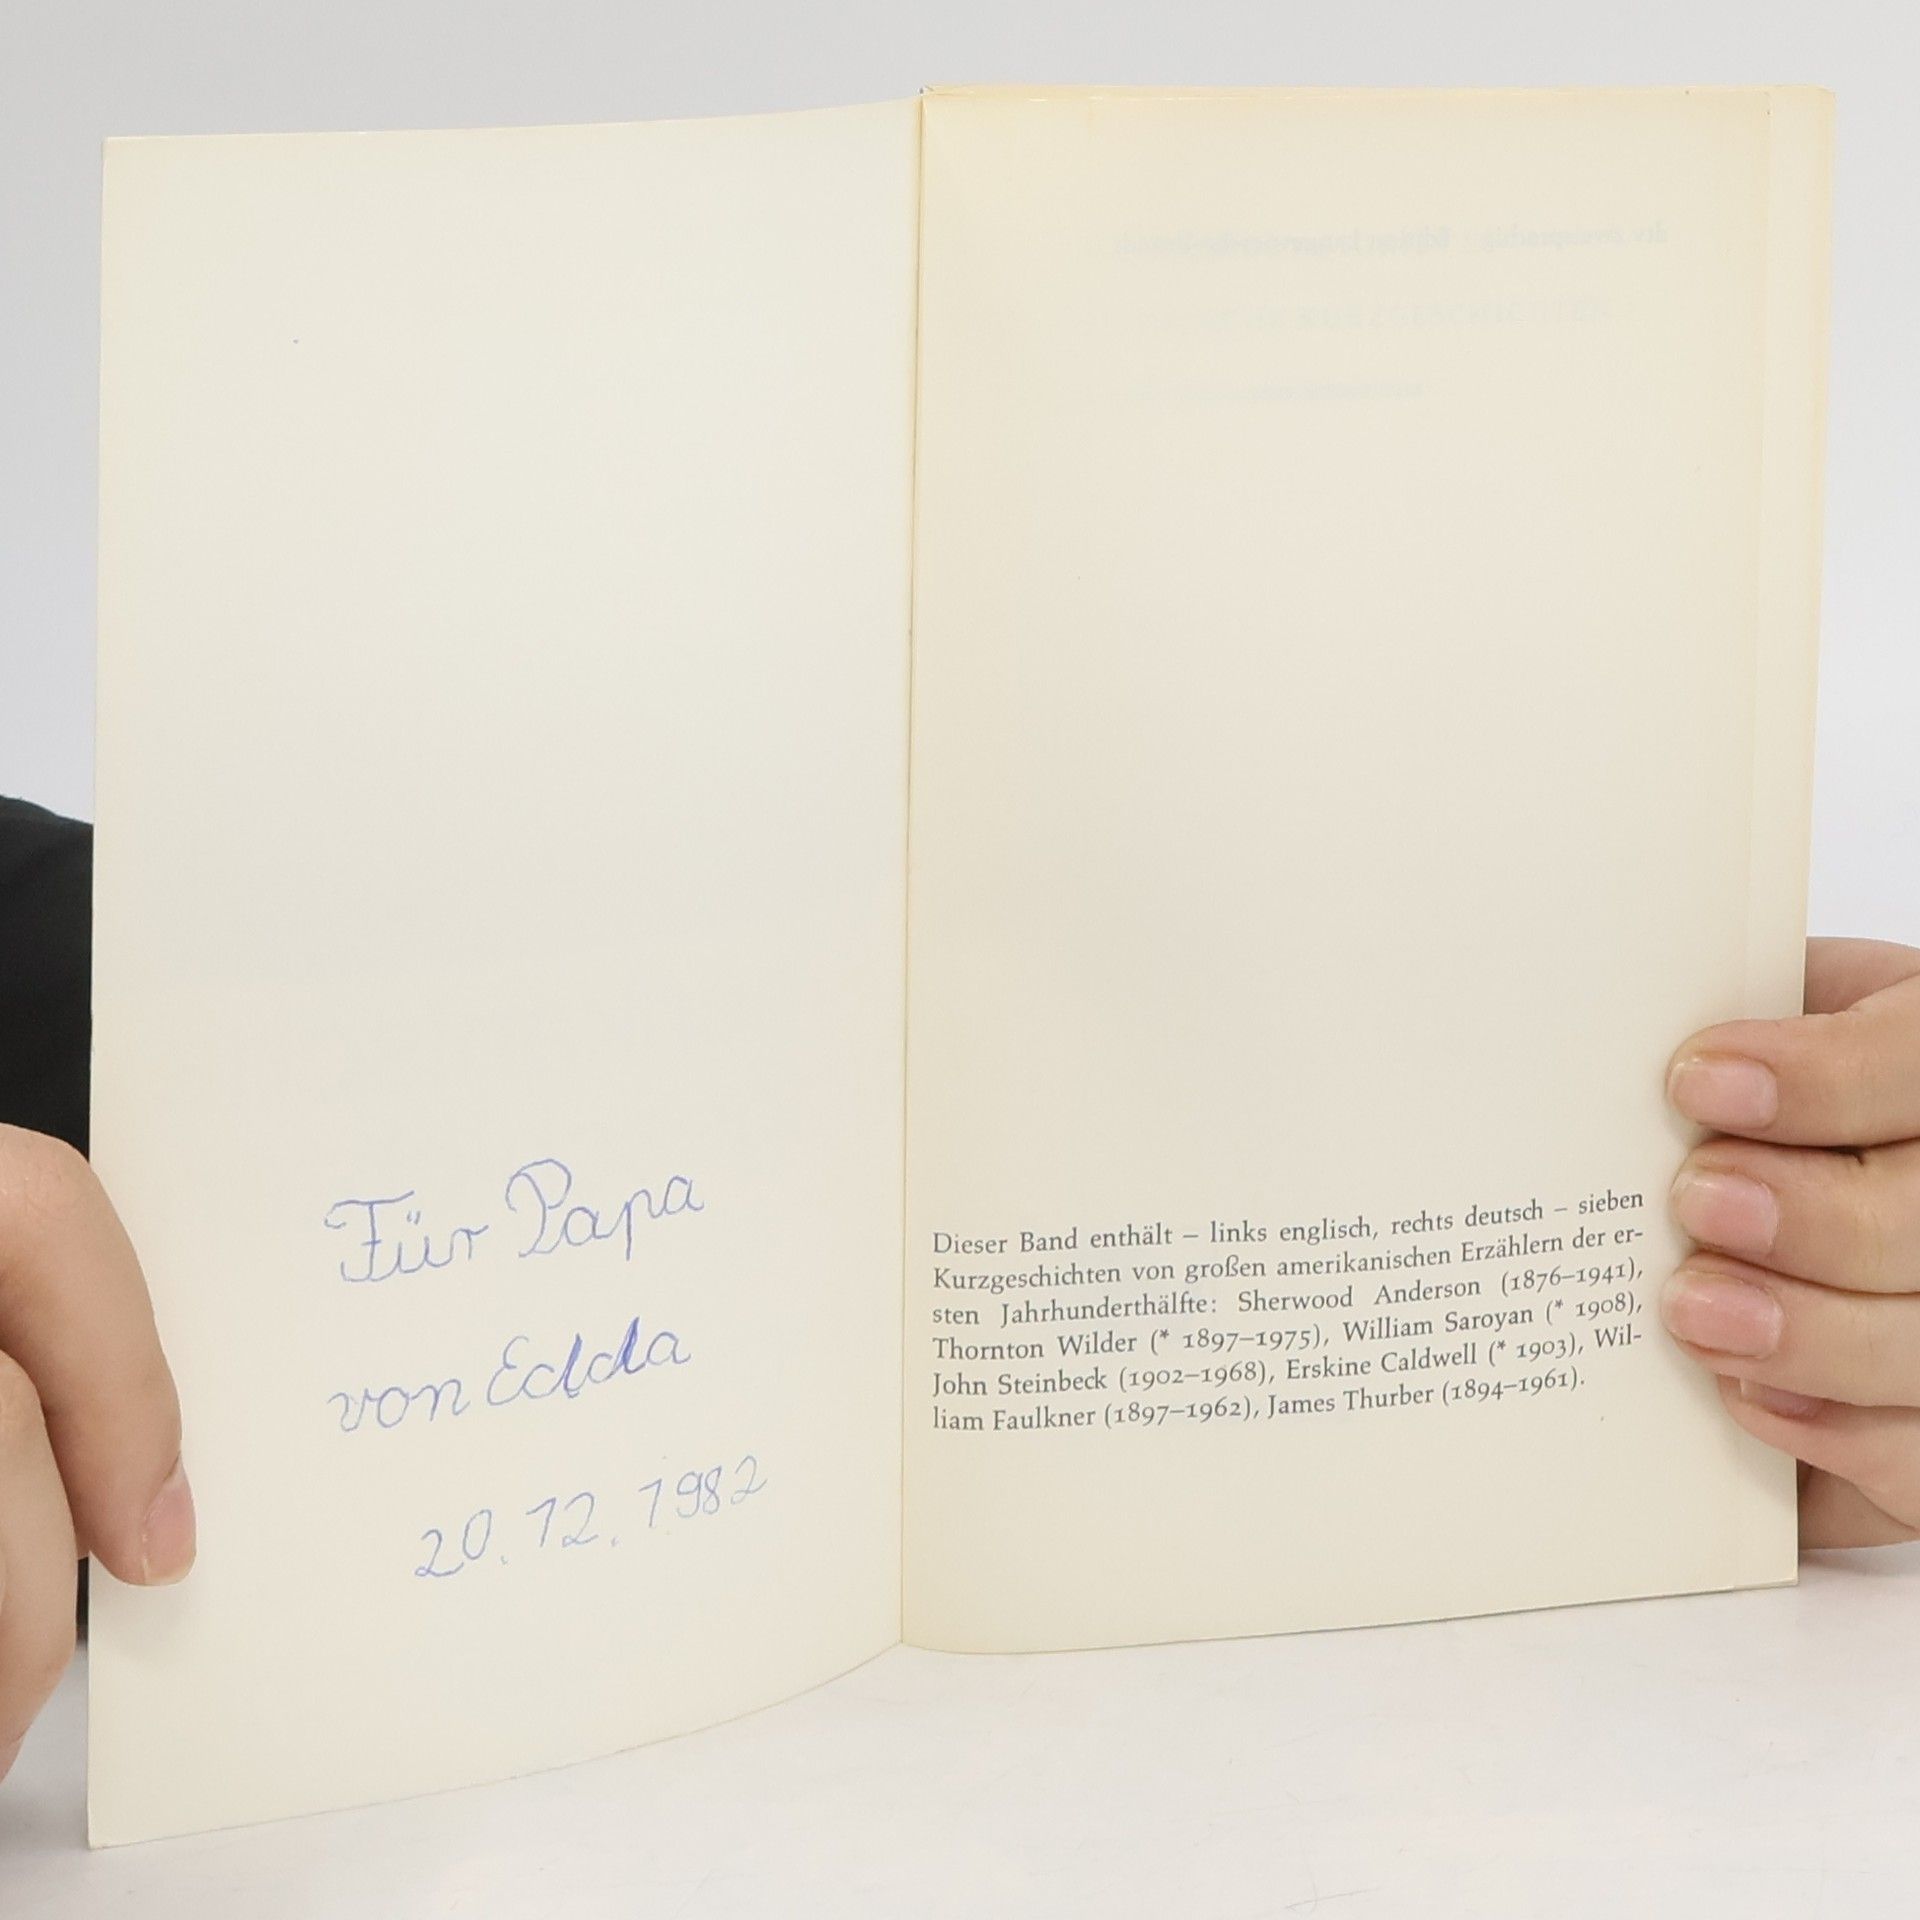 Für Papa
von Edda
20.12.1982
Dieser Band enthält – links englisch, rechts deutsch – sieben
Kurzgeschichten von großen amerikanischen Erzählern der er-
sten Jahrhunderthälfte: Sherwood Anderson (1876–1941),
Thornton Wilder (* 1897–1975), William Saroyan (* 1908),
John Steinbeck (1902–1968), Erskine Caldwell (* 1903), Wil-
liam Faulkner (1897–1962), James Thurber (1894–1961).